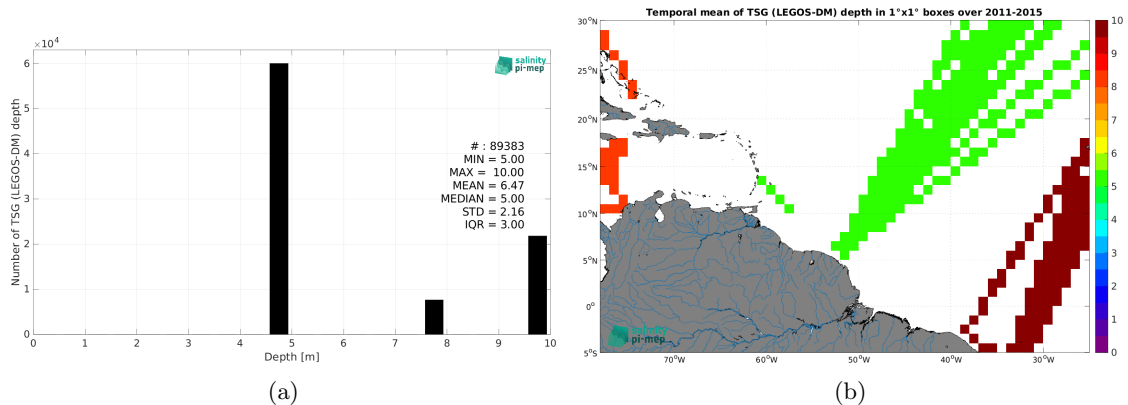 ×10⁴
6
5
4
3
2
1
0
Number of TSG (LEGOS-DM) depth
0 1 2 3 4 5 6 7 8 9 10
Depth [m]
salinity
pi-mep
# : 89383
MIN = 5.00
MAX = 10.00
MEAN = 6.47
MEDIAN = 5.00
STD = 2.16
IQR = 3.00
(a)
Temporal mean of TSG (LEGOS-DM) depth in 1°x1° boxes over 2011-2015
30°N
25°N
20°N
15°N
10°N
5°N
0°
5°S
70°W 60°W 50°W 40°W 30°W
salinity
pi-mep
10
9
8
7
6
5
4
3
2
1
0
(b)